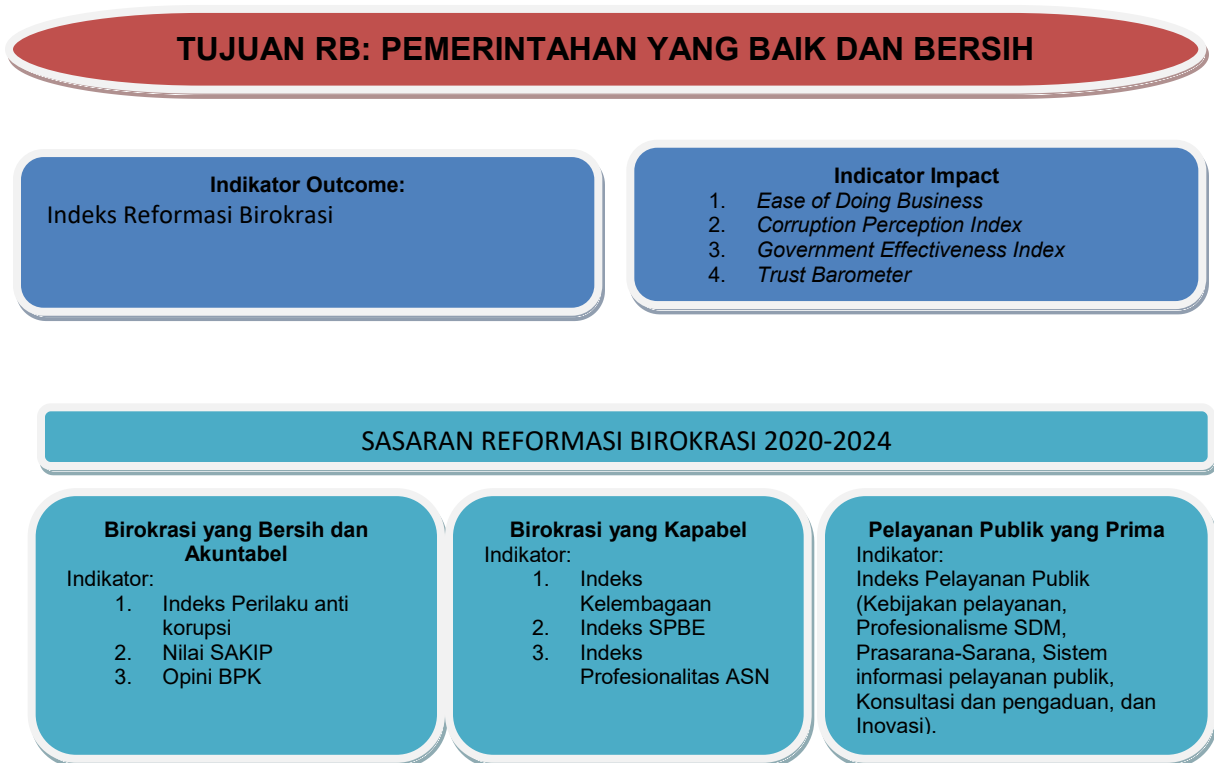 TUJUAN RB: PEMERINTAHAN YANG BAIK DAN BERSIH
Indikator Outcome:
Indeks Reformasi Birokrasi
Indicator Impact
1. Ease of Doing Business
2. Corruption Perception Index
3. Government Effectiveness Index
4. Trust Barometer
SASARAN REFORMASI BIROKRASI 2020-2024
Birokrasi yang Bersih dan
Akuntabel
Indikator:
1. Indeks Perilaku anti
korupsi
2. Nilai SAKIP
3. Opini BPK
Birokrasi yang Kapabel
Indikator:
1. Indeks
Kelembagaan
2. Indeks SPBE
3. Indeks
Profesionalitas ASN
Pelayanan Publik yang Prima
Indikator:
Indeks Pelayanan Publik
(Kebijakan pelayanan,
Profesionalisme SDM,
Prasarana-Sarana, Sistem
informasi pelayanan publik,
Konsultasi dan pengaduan, dan
Inovasi).